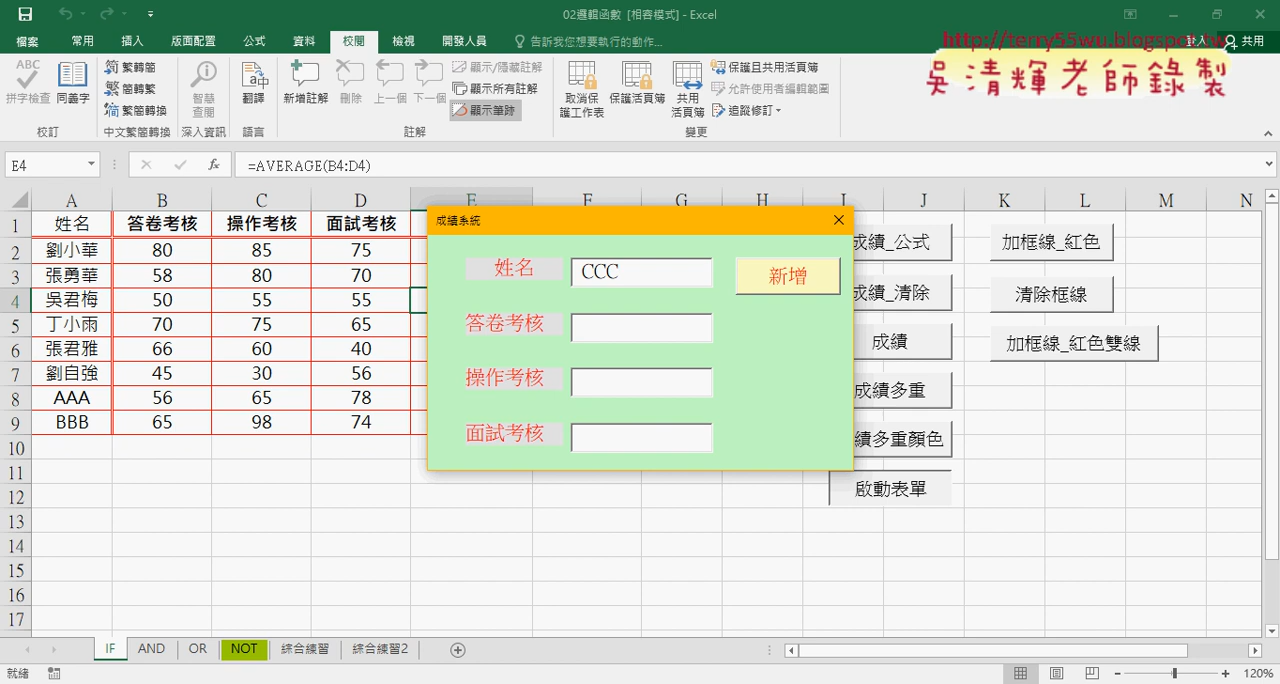 02邏輯函數 [相容模式] - Excel
檔案 常用 插入 版面配置 公式 資料 校閱 檢視 開發人員 告訴我您想要執行的動作... 登入 共用
http://terry55wu.blogspot.tw
吳清輝老師錄製
ABC 拼字檢查 同義字 繁轉簡 簡轉繁 繁簡轉換 智慧查閱 翻譯 新增註解 刪除 上一個 下一個 顯示/隱藏註解 顯示所有註解 顯示筆跡 取消保護工作表 保護活頁簿 共用活頁簿 保護且共用活頁簿 允許使用者編輯範圍 追蹤修訂
校訂 中文繁簡轉換 深入資訊 語言 註解 變更
E4 fx =AVERAGE(B4:D4)
A B C D E F G H I J K L M N
1 姓名 答卷考核 操作考核 面試考核
2 劉小華 80 85 75
3 張勇華 58 80 70
4 吳君梅 50 55 55
5 丁小雨 70 75 65
6 張君雅 66 60 40
7 劉自強 45 30 56
8 AAA 56 65 78
9 BBB 65 98 74
10
11
12
13
14
15
16
17
成績系統
姓名 CCC 新增
答卷考核
操作考核
面試考核
成績_公式 加框線_紅色
成績_清除 清除框線
成績 加框線_紅色雙線
成績多重
績多重顏色
啟動表單
IF AND OR NOT 綜合練習 綜合練習2
就緒 120%